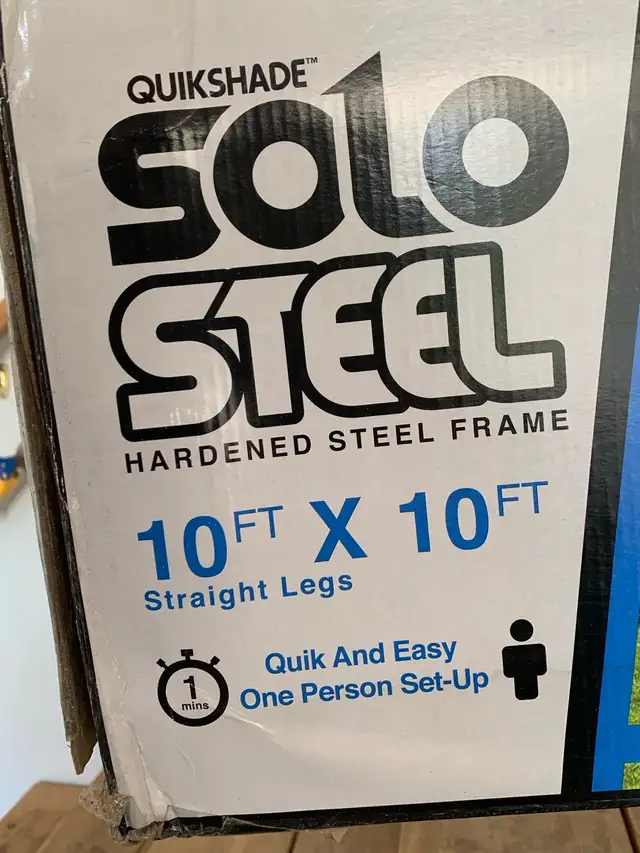 QUIKSHADE™
SOLO
STEEL
HARDENED STEEL FRAME
10FT X 10FT
Straight Legs
1
mins
Quik And Easy
One Person Set-Up